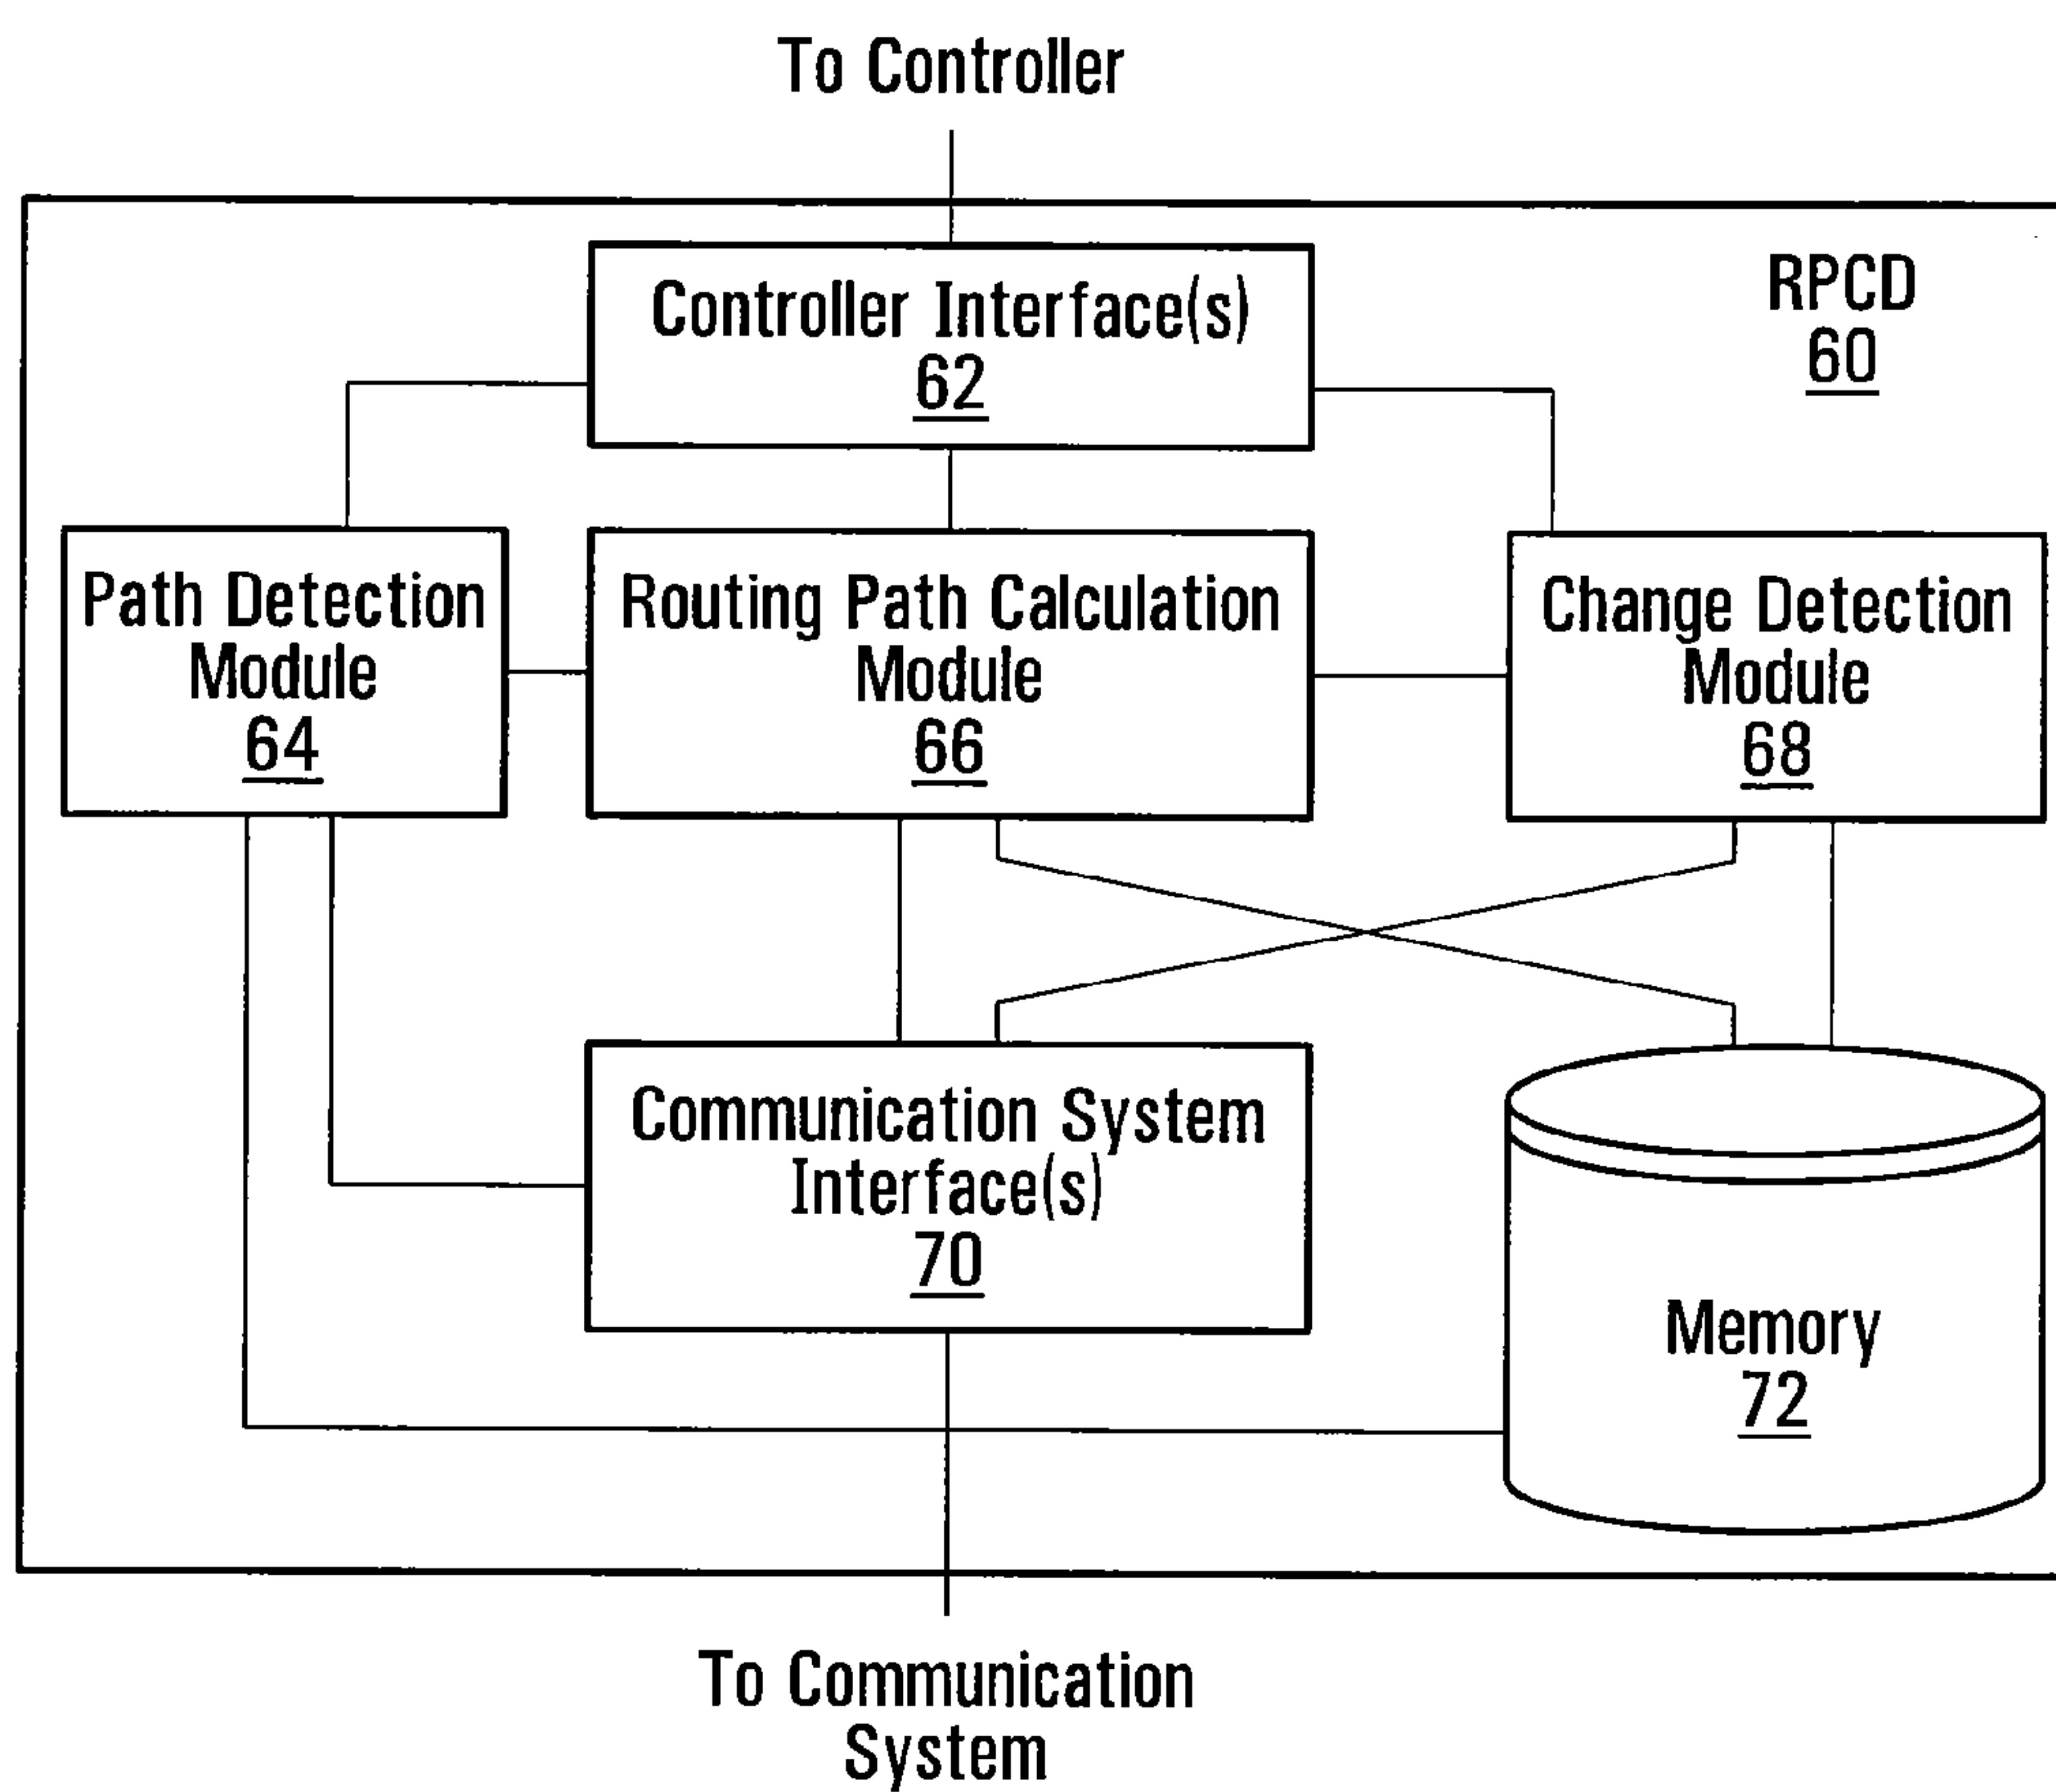 To Controller
Controller Interface(s)
62
RPCD
60
Path Detection
Module
64
Routing Path Calculation
Module
66
Change Detection
Module
68
Communication System
Interface(s)
70
Memory
72
To Communication
System